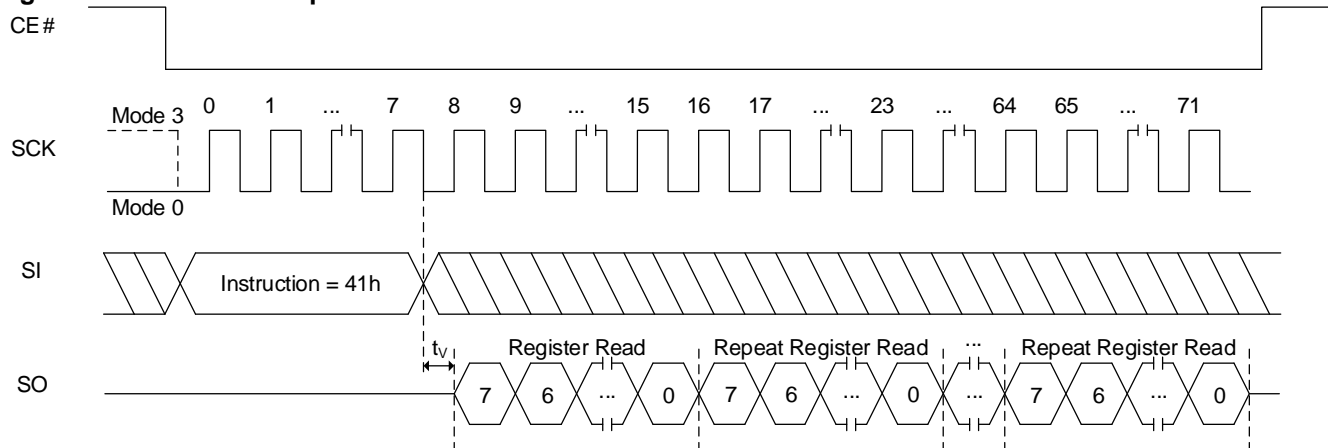 CE#
0 1 ... 7 8 9 ... 15 16 17 ... 23 ... 64 65 ... 71
Mode 3
SCK
Mode 0
SI
Instruction = 41h
tV
Register Read
Repeat Register Read
...
Repeat Register Read
SO
7 6 ... 0 7 6 ... 0 ... 7 6 ... 0